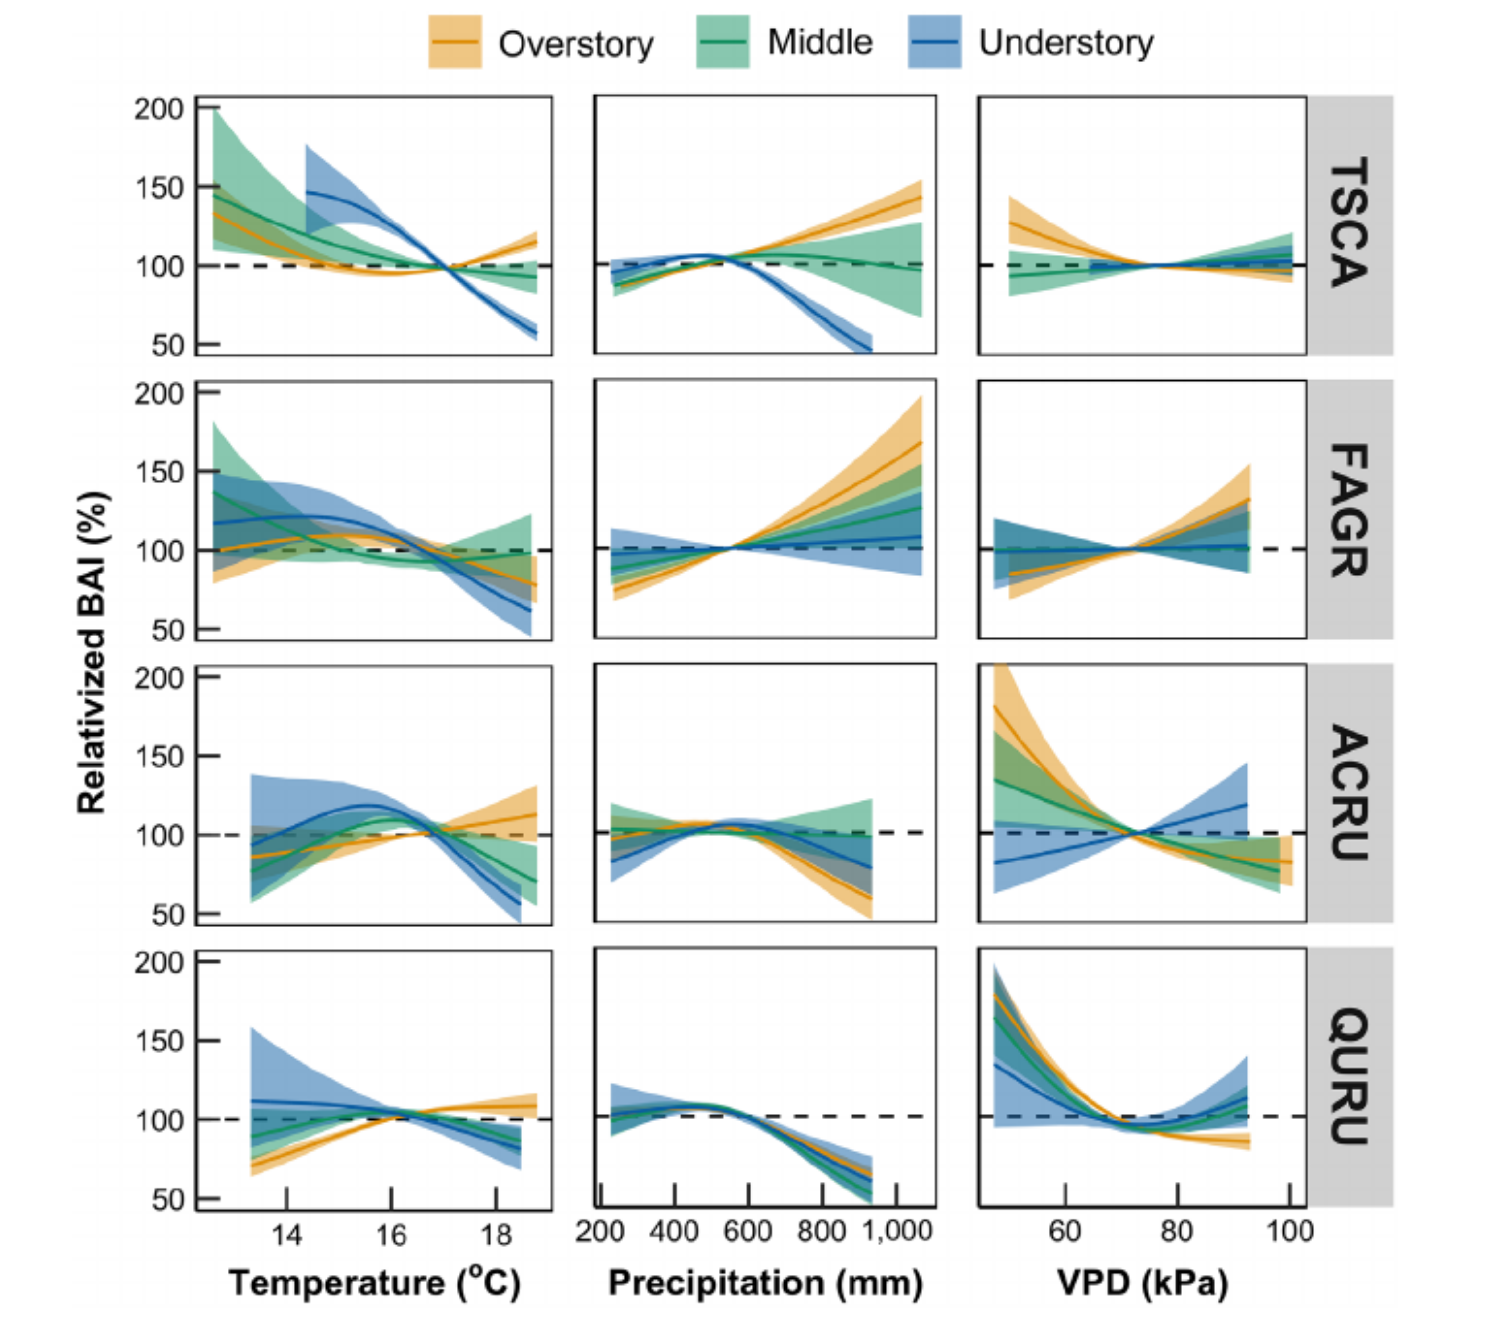 Overstory Middle Understory
200
150
100
50
TSCA
200
150
100
50
FAGR
Relativized BAI (%)
200
150
100
50
ACRU
200
150
100
50
QURU
14 16 18
200 400 600 800 1,000
60 80 100
Temperature (°C)
Precipitation (mm)
VPD (kPa)